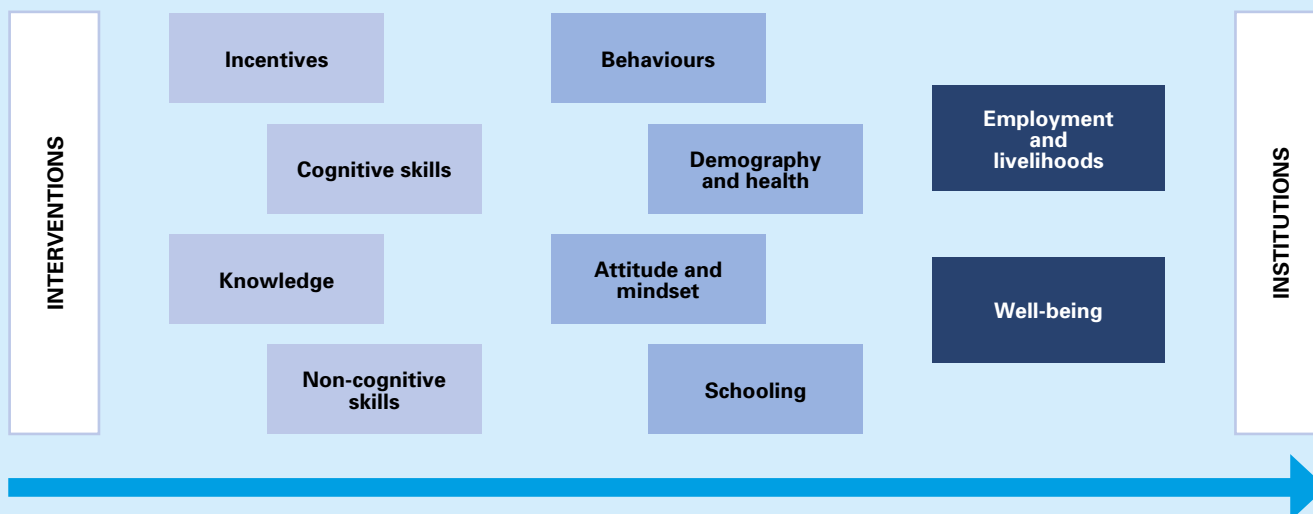 INTERVENTIONS
Incentives
Cognitive skills
Knowledge
Non-cognitive
skills
Behaviours
Demography
and health
Attitude and
mindset
Schooling
Employment
and
livelihoods
Well-being
INSTITUTIONS